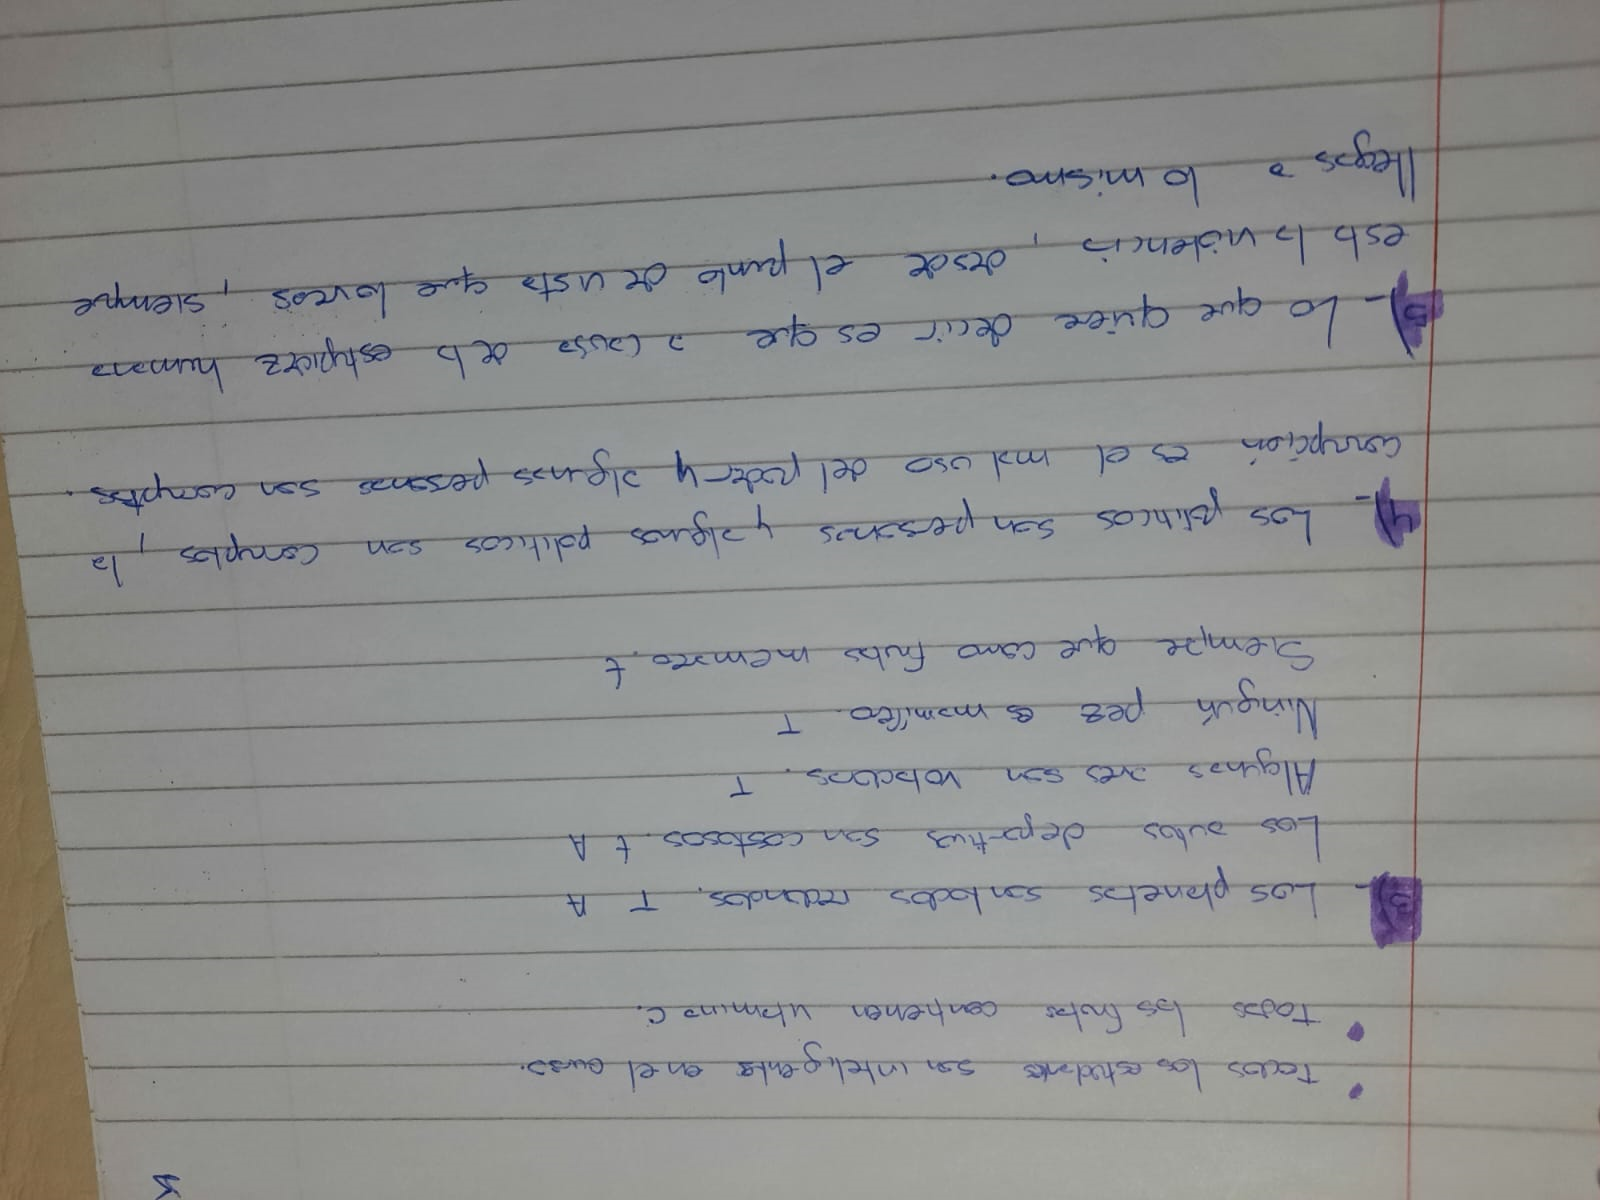 • Todos los estudiantes son inteligentes en el curso.
• Todas las frutas contienen vitamina C.
3)- Los planetas son todos redondos. T A
Los autos deportivos son costosos. t A
Algunas aves son voladoras. T
Ningún pez es mamífero. T
Siempre que como frutas me mareo. t
4)- Los políticos son personas y algunos políticos son corruptos, la
corrupción es el mal uso del poder y algunas personas son corruptas.
5)- Lo que quiere decir es que a causa de la estupidez humana
esta la violencia, desde el punto de vista que lo veas, siempre
llegas a lo mismo.